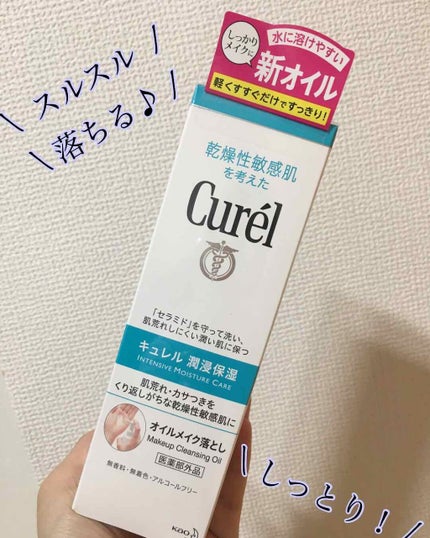 \ スルスル /
\ 落ちる♪ /
しっかり
メイクに
水に溶けやすい
新オイル
軽くすすぐだけですっきり！
乾燥性敏感肌
を考えた
Curél
「セラミド」を守って洗い、
肌荒れしにくい潤い肌に保つ
キュレル 潤浸保湿
INTENSIVE MOISTURE CARE
肌荒れ・カサつきを
くり返しがちな乾燥性敏感肌に
オイルメイク落とし
Makeup Cleansing Oil
医薬部外品
無香料・無着色・アルコールフリー
Kao
\ しっとり！ /